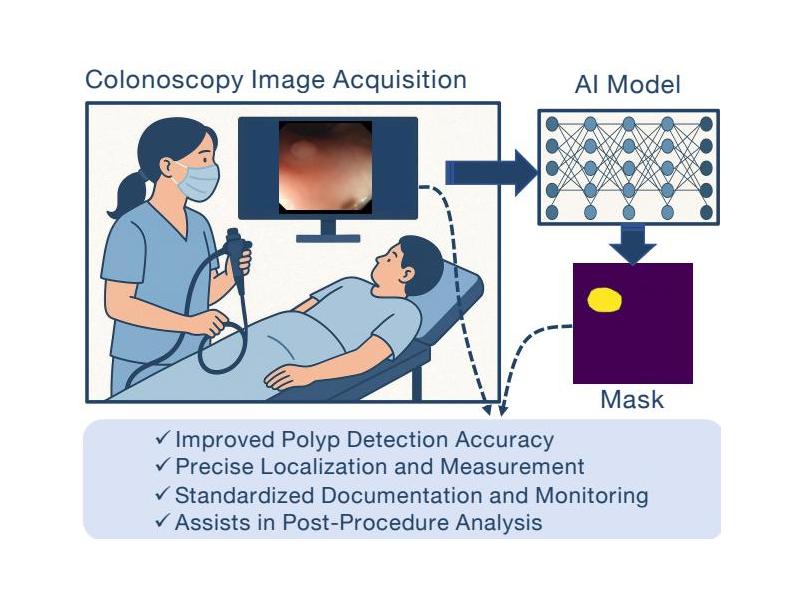 Colonoscopy Image Acquisition
AI Model
Mask
✓ Improved Polyp Detection Accuracy
✓ Precise Localization and Measurement
✓ Standardized Documentation and Monitoring
✓ Assists in Post-Procedure Analysis